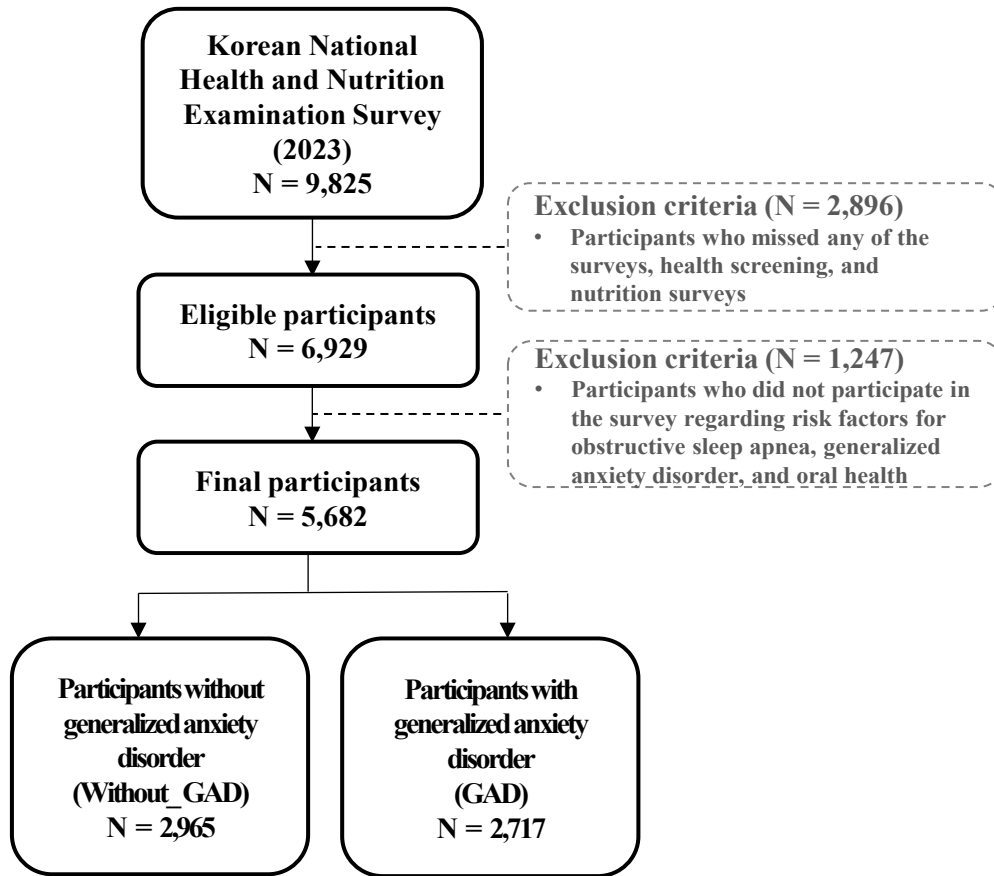 Korean National
Health and Nutrition
Examination Survey
(2023)
N = 9,825
Exclusion criteria (N = 2,896)
• Participants who missed any of the
surveys, health screening, and
nutrition surveys
Eligible participants
N = 6,929
Exclusion criteria (N = 1,247)
• Participants who did not participate in
the survey regarding risk factors for
obstructive sleep apnea, generalized
anxiety disorder, and oral health
Final participants
N = 5,682
Participants without
generalized anxiety
disorder
(Without_GAD)
N = 2,965
Participants with
generalized anxiety
disorder
(GAD)
N = 2,717